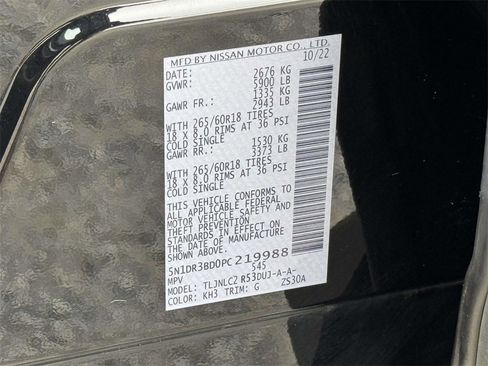 MFD BY NISSAN MOTOR CO., LTD.
DATE: 10/22
GVWR: 2676 KG
5900 LB
GAWR FR.: 1335 KG
2943 LB
WITH 265/60R18 TIRES
18 X 8.0 RIMS AT 36 PSI
COLD SINGLE
GAWR RR.: 1530 KG
3373 LB
WITH 265/60R18 TIRES
18 X 8.0 RIMS AT 36 PSI
COLD SINGLE
THIS VEHICLE CONFORMS TO
ALL APPLICABLE FEDERAL
MOTOR VEHICLE SAFETY AND
THEFT PREVENTION
STANDARDS IN EFFECT ON
THE DATE OF MANUFACTURE
SHOWN ABOVE.
5N1DR3BD0PC219988
MPV 545
MODEL: TLJNLC2 R53DUJ-A-A-
COLOR: KH3 TRIM: G ZS30A